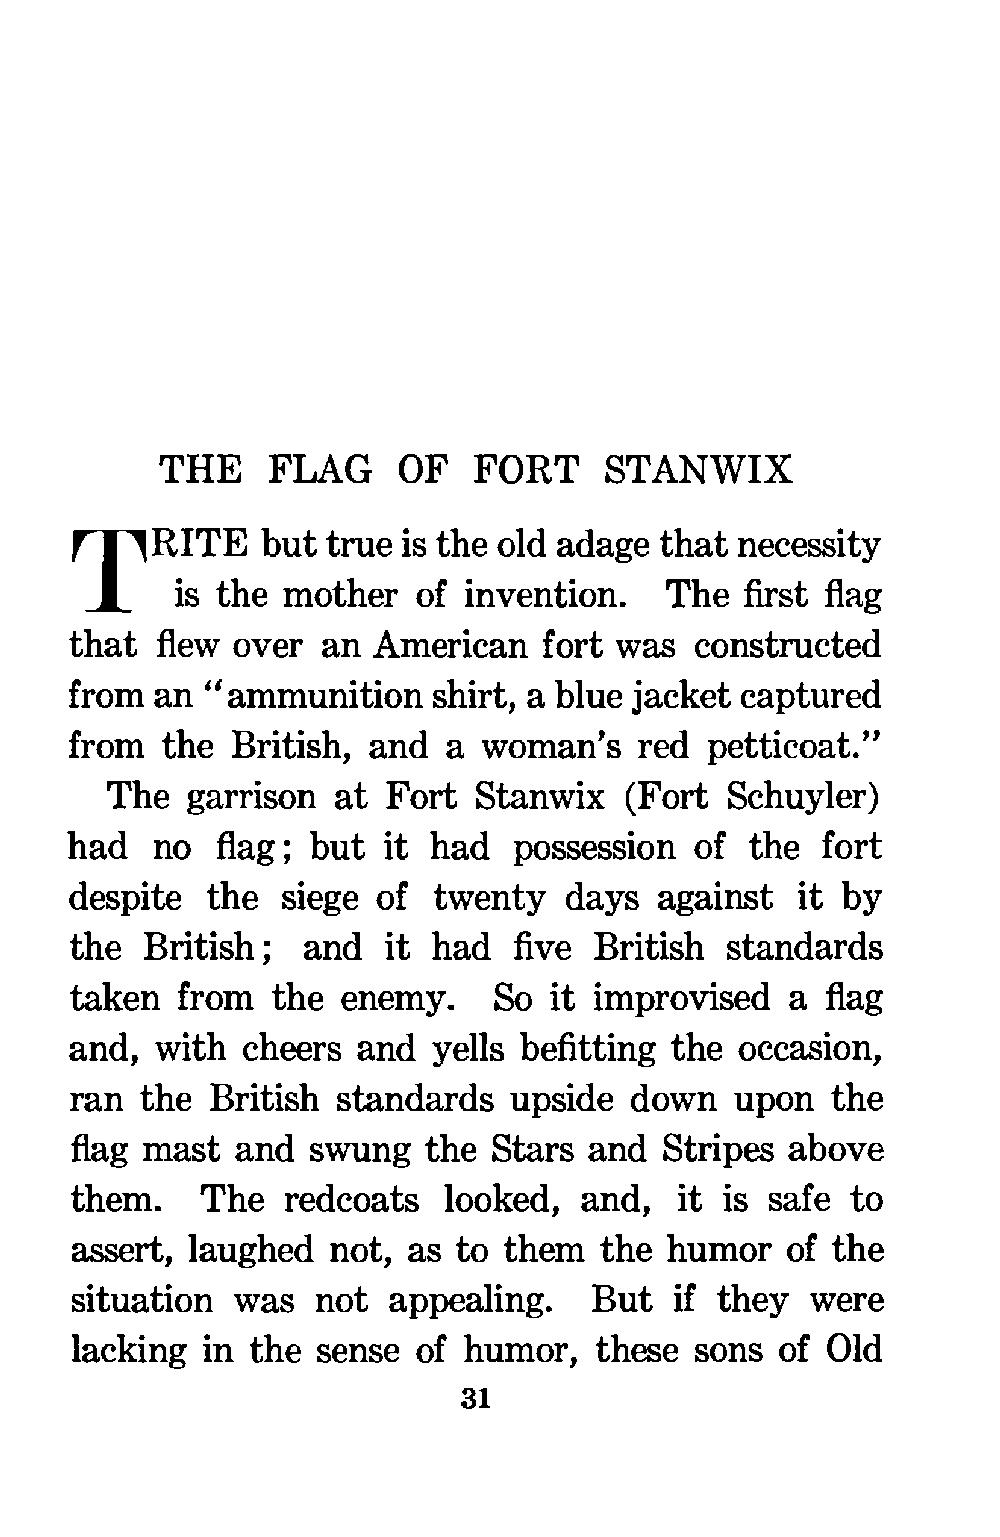 THE FLAG OF FORT STANWIX
TRITE but true is the old adage that necessity
is the mother of invention. The first flag
that flew over an American fort was constructed
from an “ammunition shirt, a blue jacket captured
from the British, and a woman's red petticoat.”
The garrison at Fort Stanwix (Fort Schuyler)
had no flag; but it had possession of the fort
despite the siege of twenty days against it by
the British; and it had five British standards
taken from the enemy. So it improvised a flag
and, with cheers and yells befitting the occasion,
ran the British standards upside down upon the
flag mast and swung the Stars and Stripes above
them. The redcoats looked, and, it is safe to
assert, laughed not, as to them the humor of the
situation was not appealing. But if they were
lacking in the sense of humor, these sons of Old
31